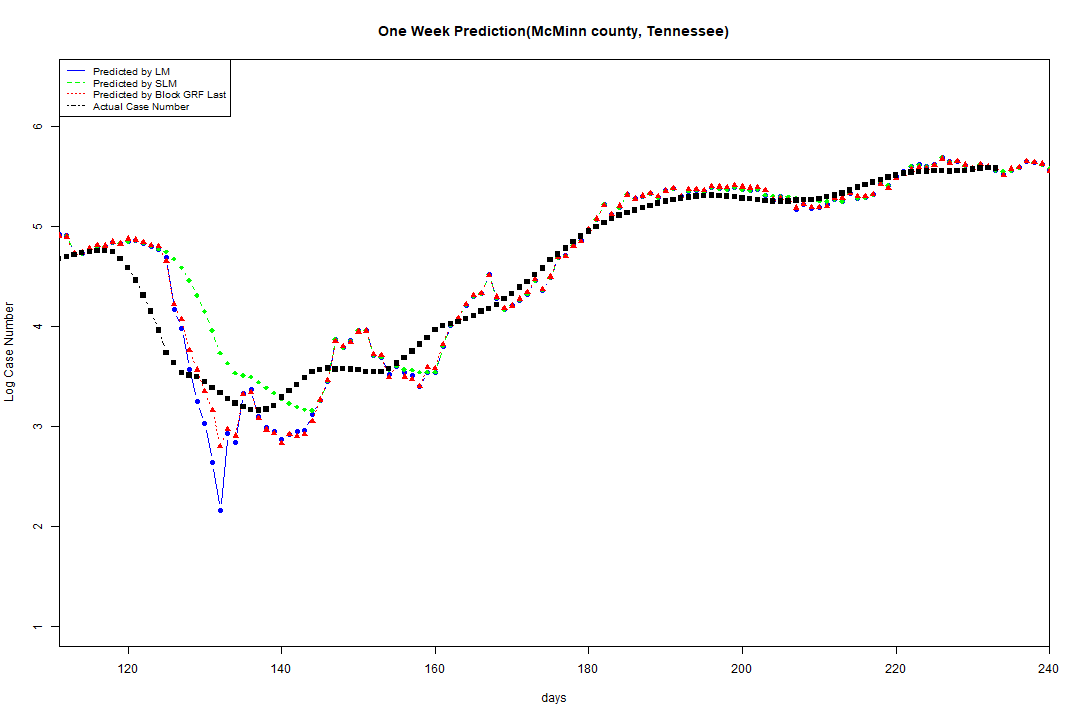 One Week Prediction(McMinn county, Tennessee)
Predicted by LM
Predicted by SLM
Predicted by Block GRF Last
Actual Case Number
Log Case Number
6
5
4
3
2
1
120 140 160 180 200 220 240
days